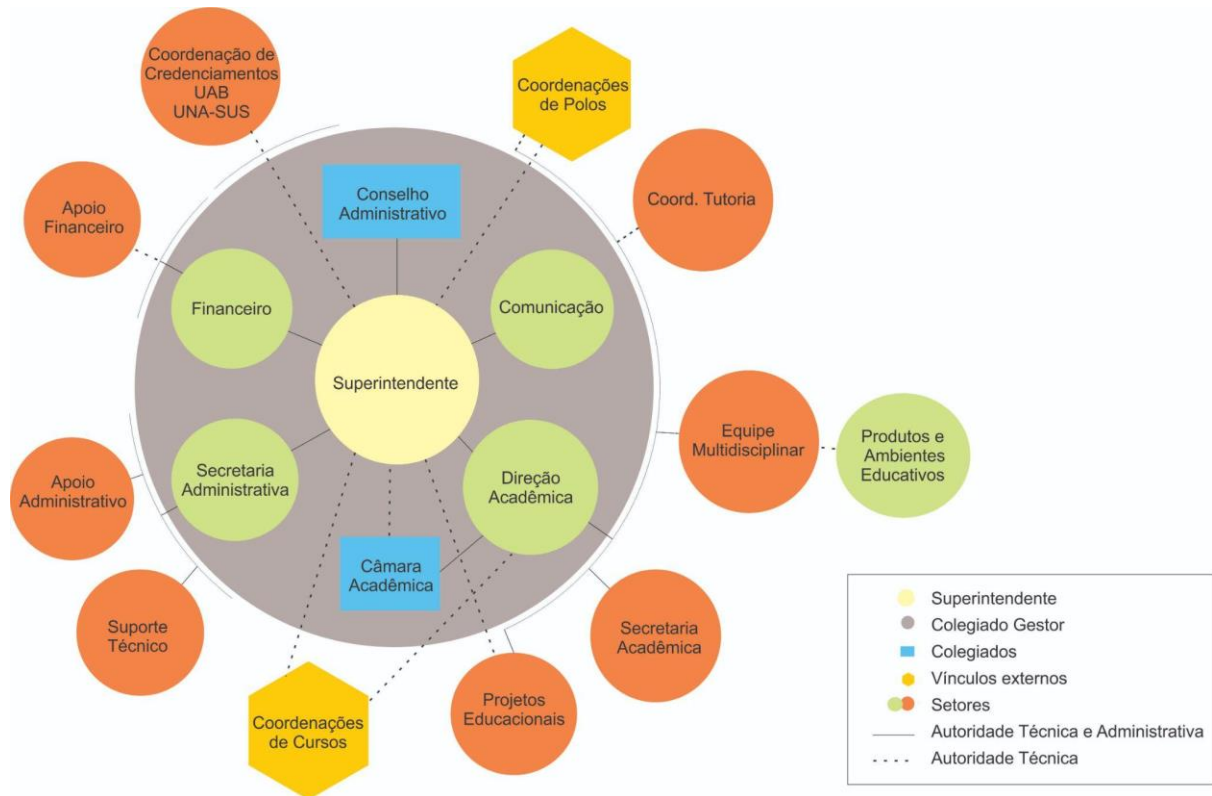 Coordenação de
Credenciamentos
UAB
UNA-SUS
Coordenações
de Polos
Apoio
Financeiro
Conselho
Administrativo
Coord. Tutoria
Financeiro
Comunicação
Superintendente
Equipe
Multidisciplinar
Produtos e
Ambientes
Educativos
Apoio
Administrativo
Secretaria
Administrativa
Direção
Acadêmica
Câmara
Acadêmica
Suporte
Técnico
Secretaria
Acadêmica
Coordenações
de Cursos
Projetos
Educacionais
Superintendente
Colegiado Gestor
Colegiados
Vínculos externos
Setores
Autoridade Técnica e Administrativa
Autoridade Técnica